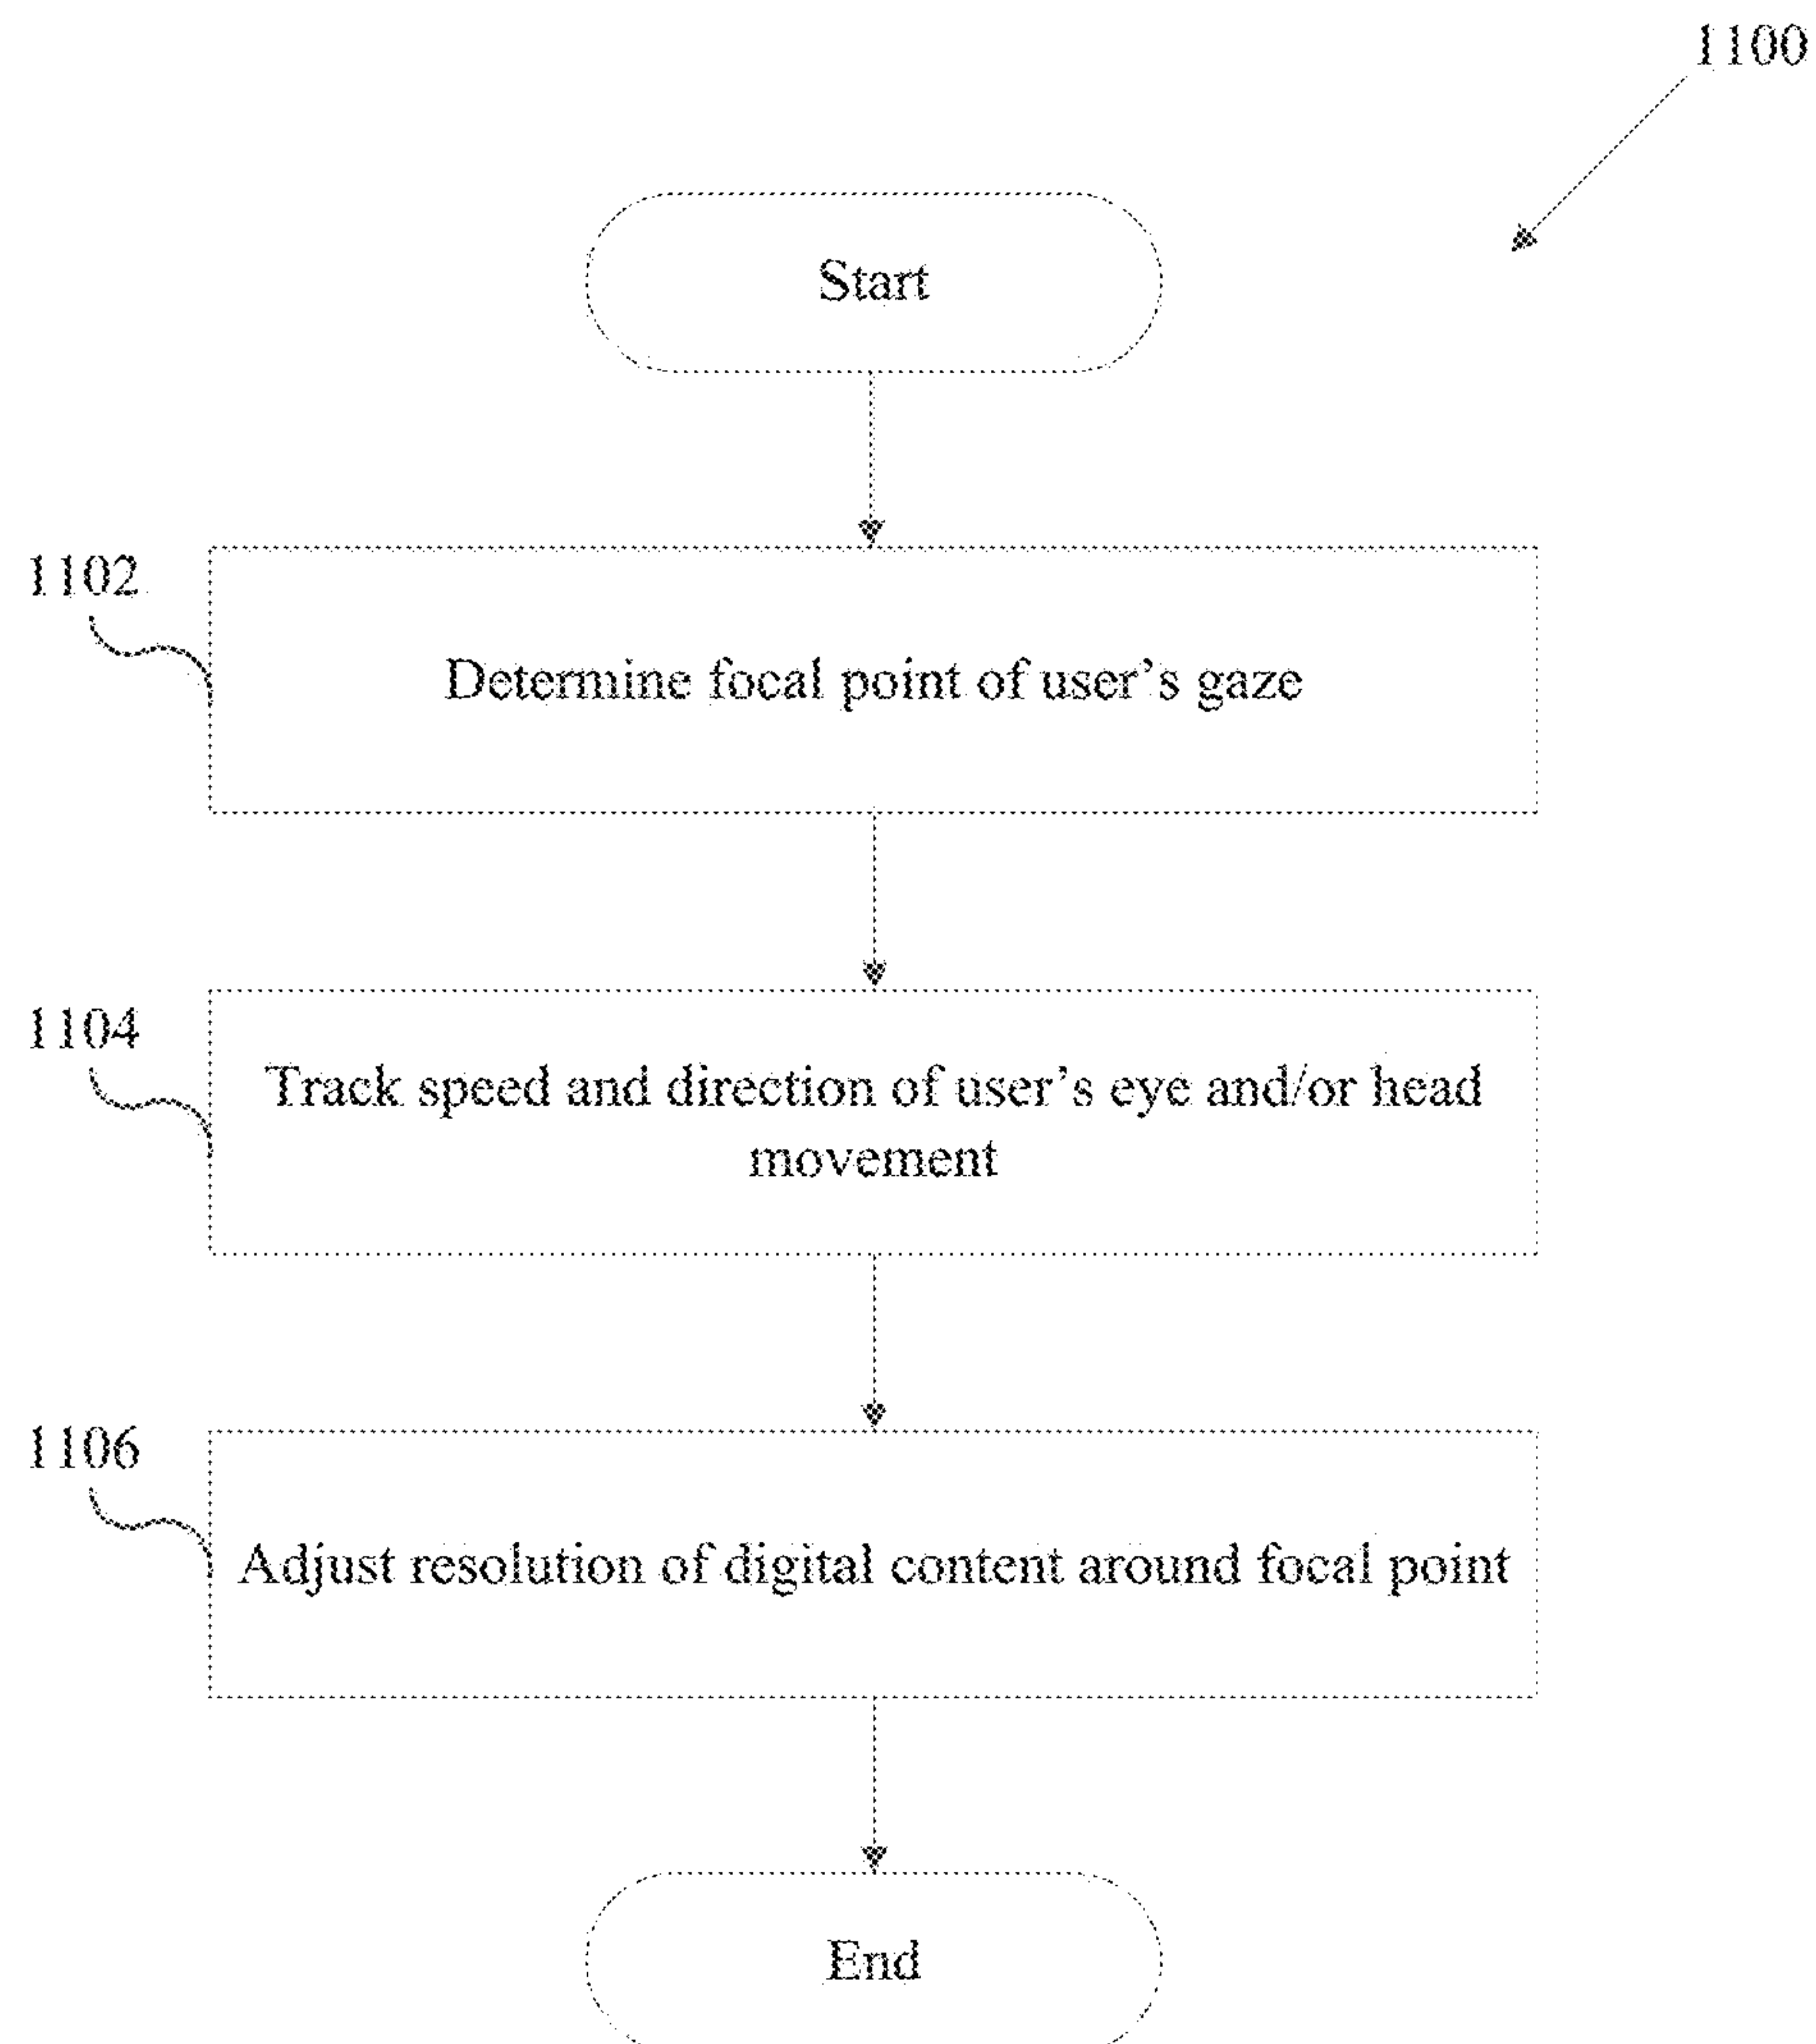 1100
Start
1102
Determine focal point of user's gaze
1104
Track speed and direction of user's eye and/or head
movement
1106
Adjust resolution of digital content around focal point
End